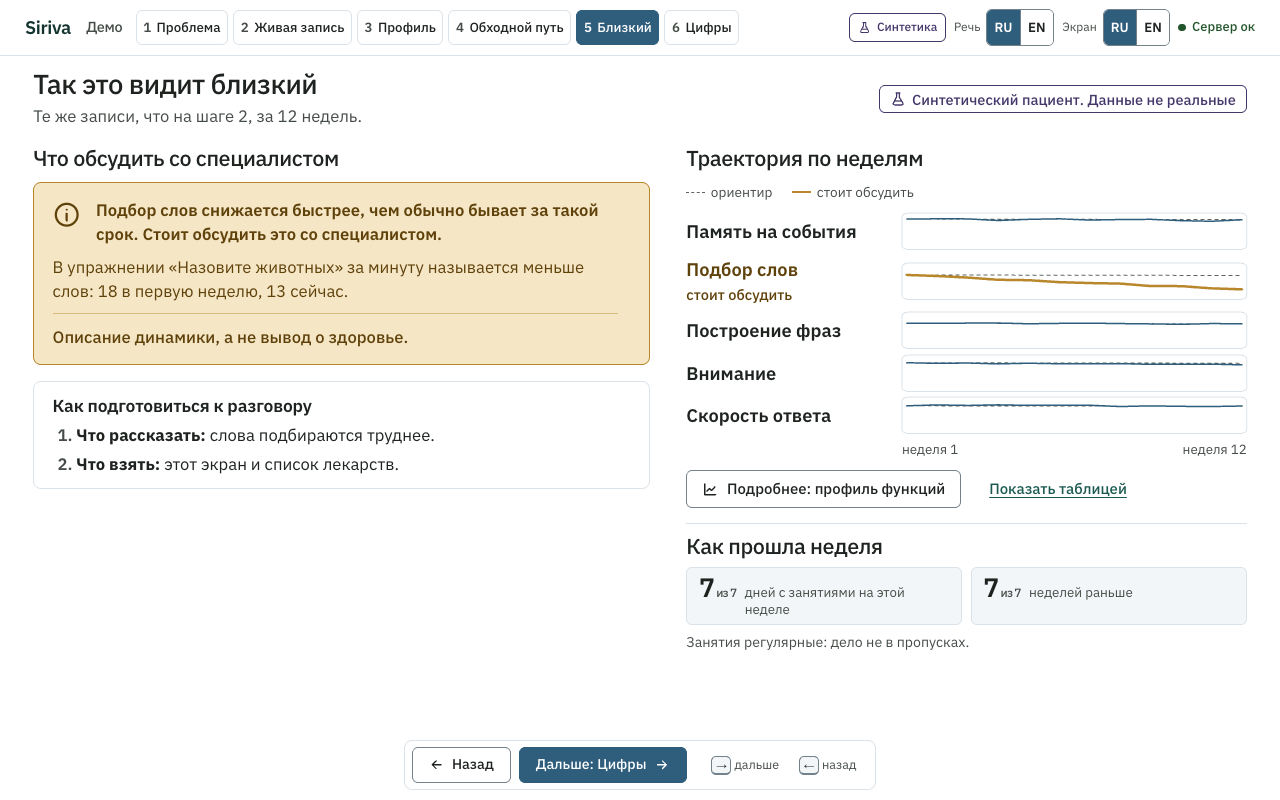 Siriva
Демо
1 Проблема
2 Живая запись
3 Профиль
4 Обходной путь
5 Близкий
6 Цифры
Синтетика
Речь
RU
EN
Экран
RU
EN
Сервер ок
Так это видит близкий
Те же записи, что на шаге 2, за 12 недель.
Синтетический пациент. Данные не реальные
Что обсудить со специалистом
Подбор слов снижается быстрее, чем обычно бывает за такой
срок. Стоит обсудить это со специалистом.
В упражнении «Назовите животных» за минуту называется меньше
слов: 18 в первую неделю, 13 сейчас.
Описание динамики, а не вывод о здоровье.
Как подготовиться к разговору
1. Что рассказать: слова подбираются труднее.
2. Что взять: этот экран и список лекарств.
Траектория по неделям
ориентир
стоит обсудить
Память на события
Подбор слов
стоит обсудить
Построение фраз
Внимание
Скорость ответа
неделя 1
неделя 12
Подробнее: профиль функций
Показать таблицей
Как прошла неделя
7 из 7 дней с занятиями на этой
неделе
7 из 7 неделей раньше
Занятия регулярные: дело не в пропусках.
← Назад
Дальше: Цифры →
→ дальше
← назад